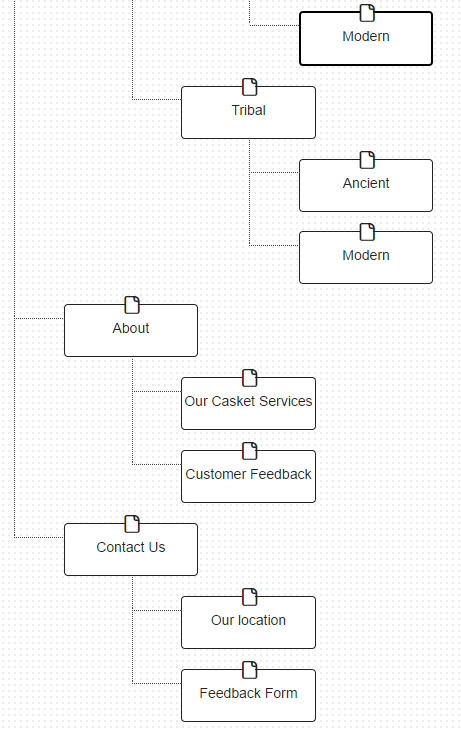 Modern
Tribal
Ancient
Modern
About
Our Casket Services
Customer Feedback
Contact Us
Our location
Feedback Form